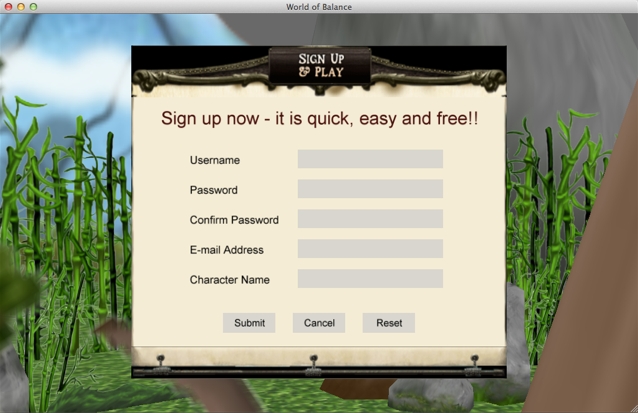 World of Balance
Sign Up
& Play
Sign up now - it is quick, easy and free!!
Username
Password
Confirm Password
E-mail Address
Character Name
Submit Cancel Reset